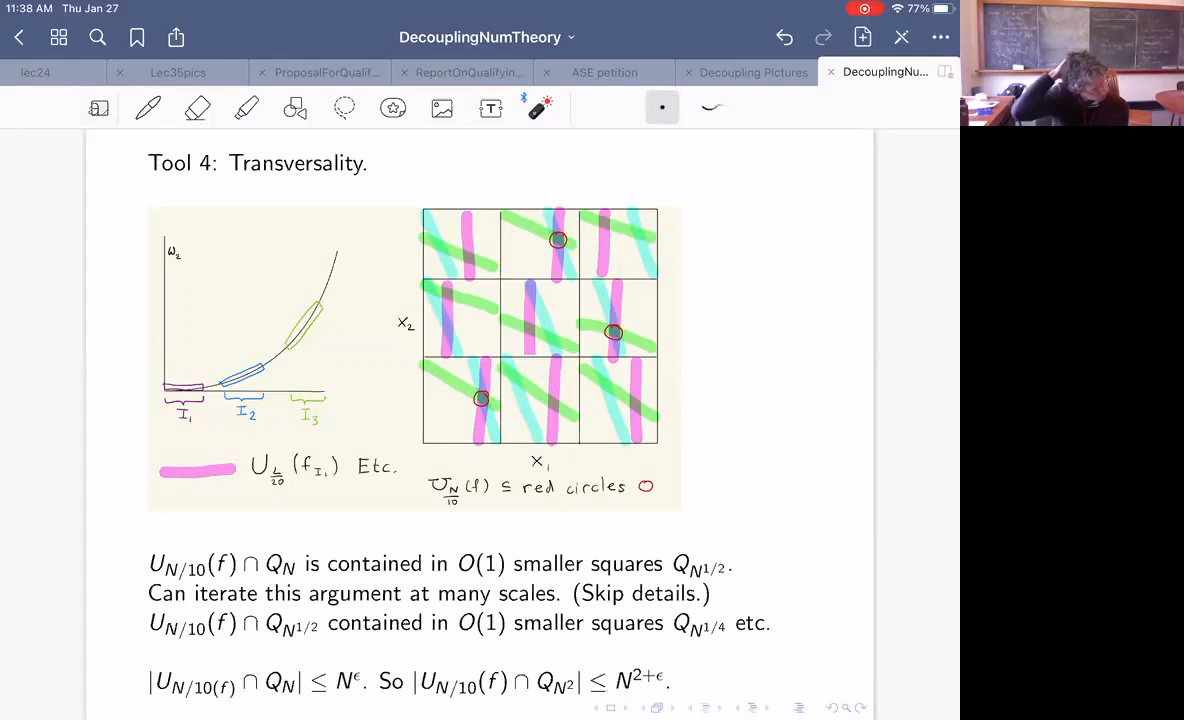 11:38 AM Thu Jan 27
77%
DecouplingNumTheory
lec24
Lec35pics
ProposalForQualif...
ReportOnQualifyin...
ASE petition
Decoupling Pictures
DecouplingNu...
Tool 4: Transversality.
ω₂
I₁
I₂
I₃
X₂
X₁
U_{L/20}(f_{I₁}) Etc.
U_{N/10}(f) ⊆ red circles O
U_{N/10}(f) ∩ Q_N is contained in O(1) smaller squares Q_{N^{1/2}}.
Can iterate this argument at many scales. (Skip details.)
U_{N/10}(f) ∩ Q_{N^{1/2}} contained in O(1) smaller squares Q_{N^{1/4}} etc.
|U_{N/10(f)} ∩ Q_N| ≤ N^ϵ. So |U_{N/10}(f) ∩ Q_{N²}| ≤ N^{2+ϵ}.